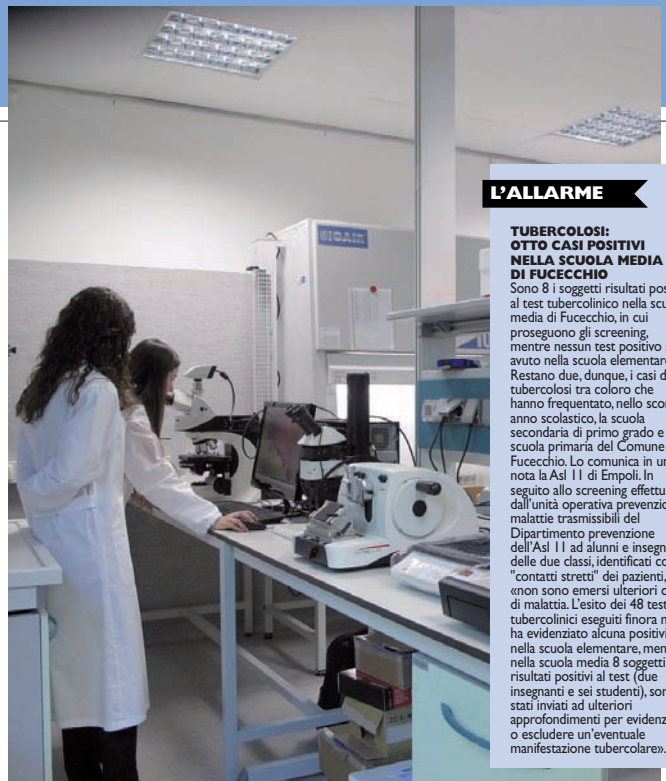 BIOAIR
L'ALLARME
TUBERCOLOSI:
OTTO CASI POSITIVI
NELLA SCUOLA MEDIA
DI FUCECCHIO
Sono 8 i soggetti risultati pos
al test tubercolinico nella scu
media di Fucecchio, in cui
proseguono gli screening,
mentre nessun test positivo
avuto nella scuola elementare
Restano due, dunque, i casi d
tubercolosi tra coloro che
hanno frequentato, nello sco
anno scolastico, la scuola
secondaria di primo grado e
scuola primaria del Comune
Fucecchio. Lo comunica in un
nota la Asl 11 di Empoli. In
seguito allo screening effettu
dall'unità operativa prevenzio
malattie trasmissibili del
Dipartimento prevenzione
dell'Asl 11 ad alunni e insegn
delle due classi, identificati co
"contatti stretti" dei pazienti,
«non sono emersi ulteriori c
di malattia. L'esito dei 48 test
tubercolinici eseguiti finora n
ha evidenziato alcuna positivi
nella scuola elementare, men
nella scuola media 8 soggetti
risultati positivi al test (due
insegnanti e sei studenti), son
stati inviati ad ulteriori
approfondimenti per evidenz
o escludere un'eventuale
manifestazione tubercolare».